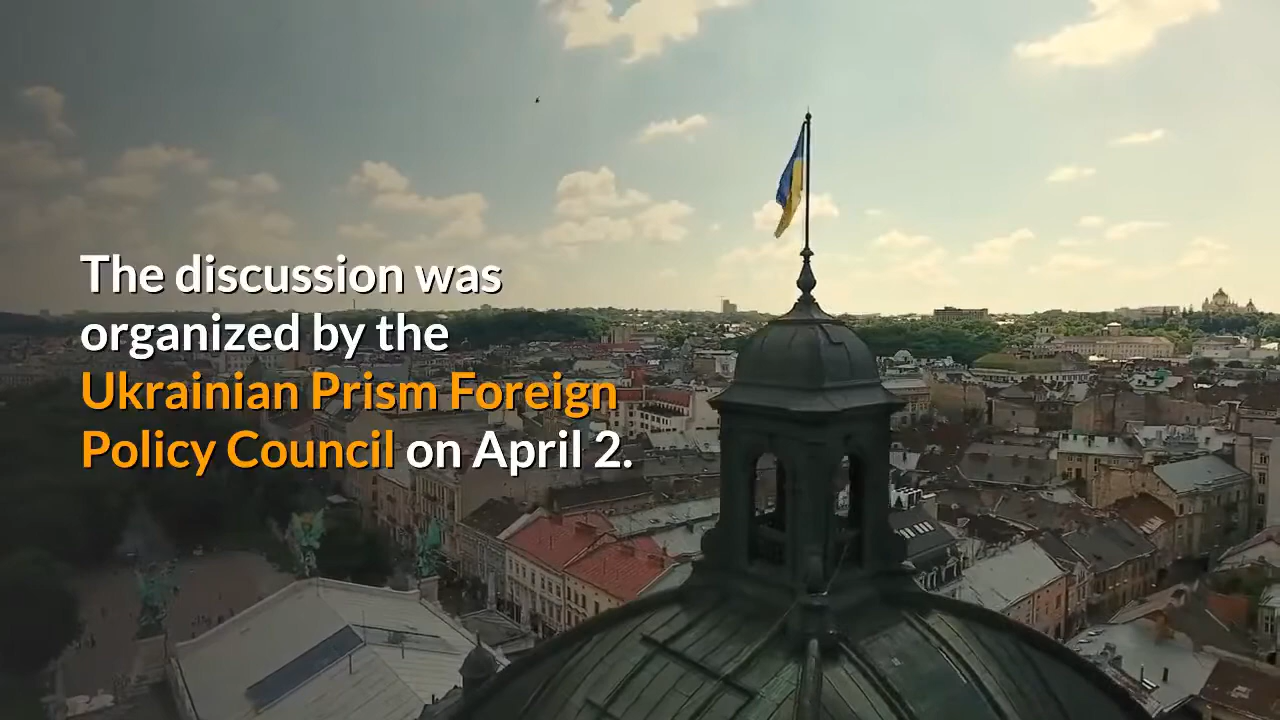 The discussion was
organized by the
Ukrainian Prism Foreign
Policy Council on April 2.